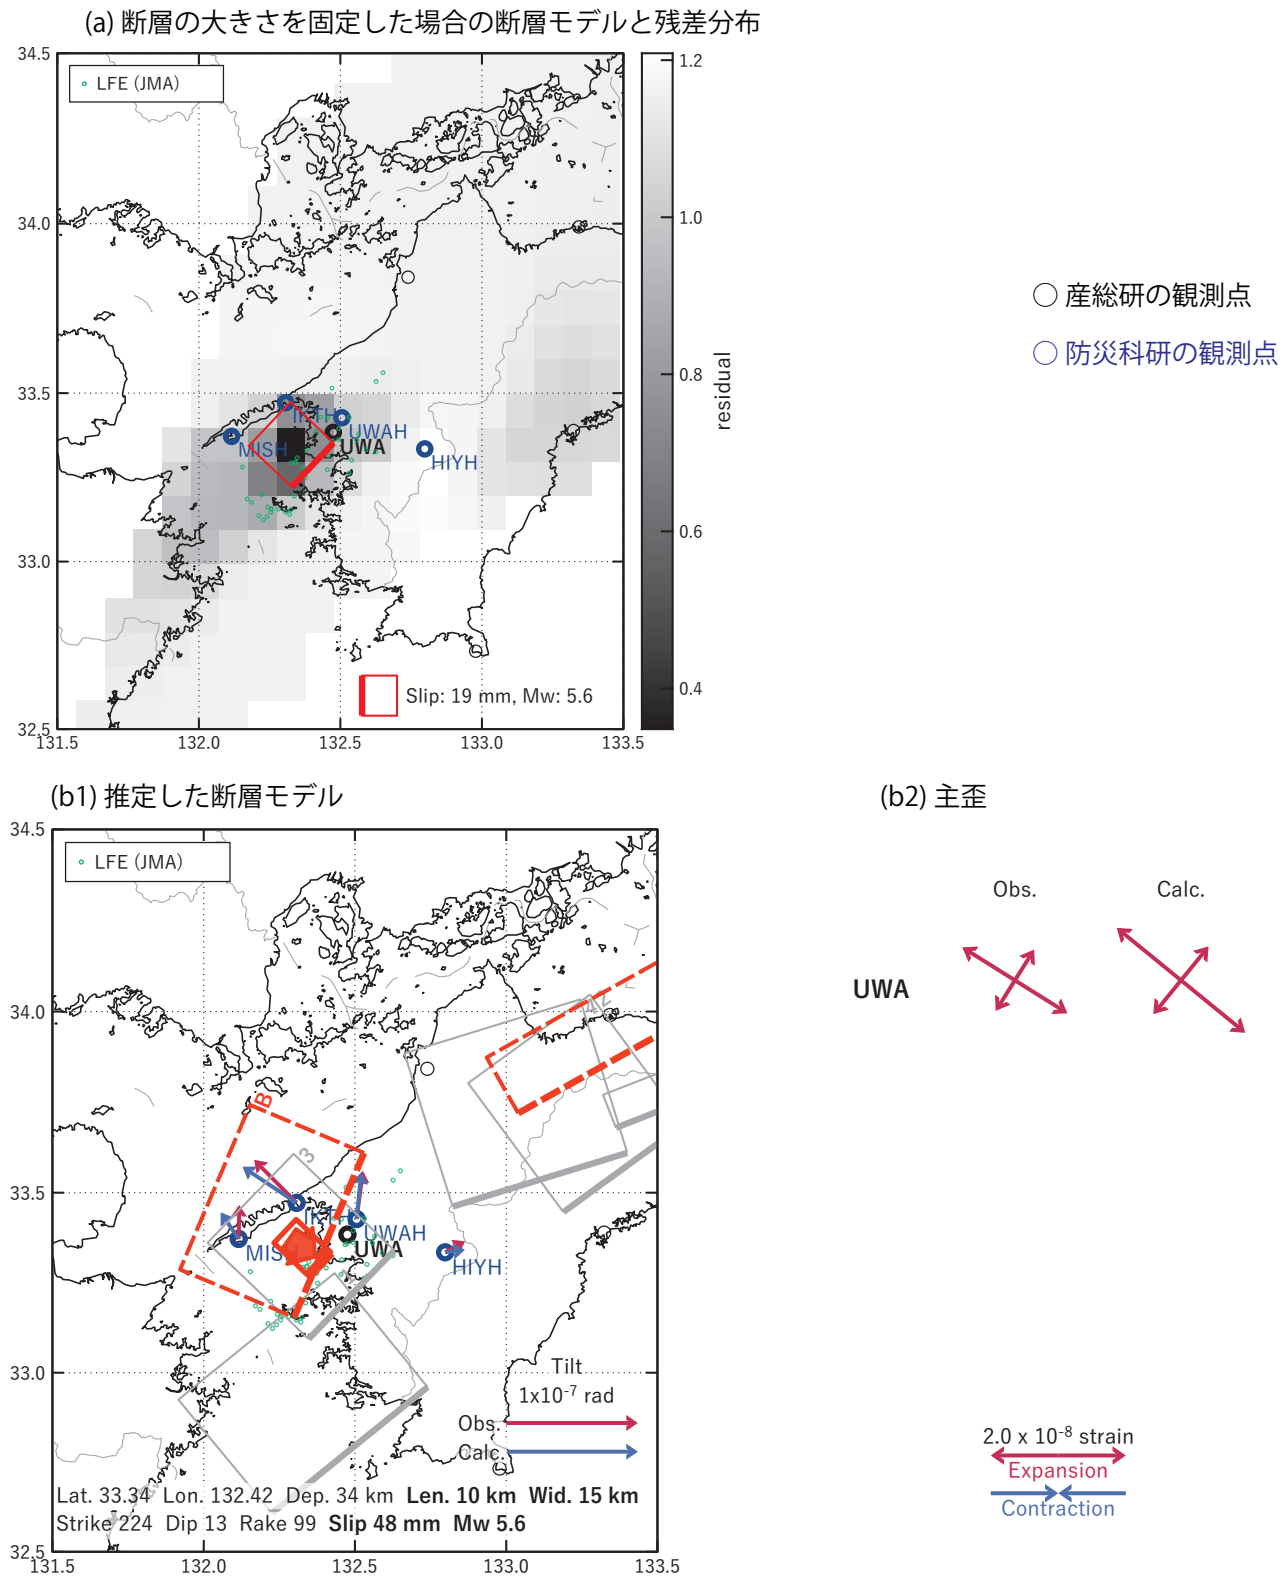 (a) 断層の大きさを固定した場合の断層モデルと残差分布
34.5
34.0
33.5
33.0
32.5
131.5
132.0
132.5
133.0
133.5
LFE (JMA)
IKTH
UWAH
MISH
UWA
HIYH
Slip: 19 mm, Mw: 5.6
1.2
1.0
0.8
0.6
0.4
residual
産総研の観測点
防災科研の観測点
(b1) 推定した断層モデル
34.5
34.0
33.5
33.0
32.5
131.5
132.0
132.5
133.0
133.5
LFE (JMA)
B
3
2
IKTH
UWAH
MISH
UWA
HIYH
Tilt
1x10⁻⁷ rad
Obs.
Calc.
Lat. 33.34 Lon. 132.42 Dep. 34 km Len. 10 km Wid. 15 km
Strike 224 Dip 13 Rake 99 Slip 48 mm Mw 5.6
(b2) 主歪
Obs.
Calc.
UWA
2.0 x 10⁻⁸ strain
Expansion
Contraction